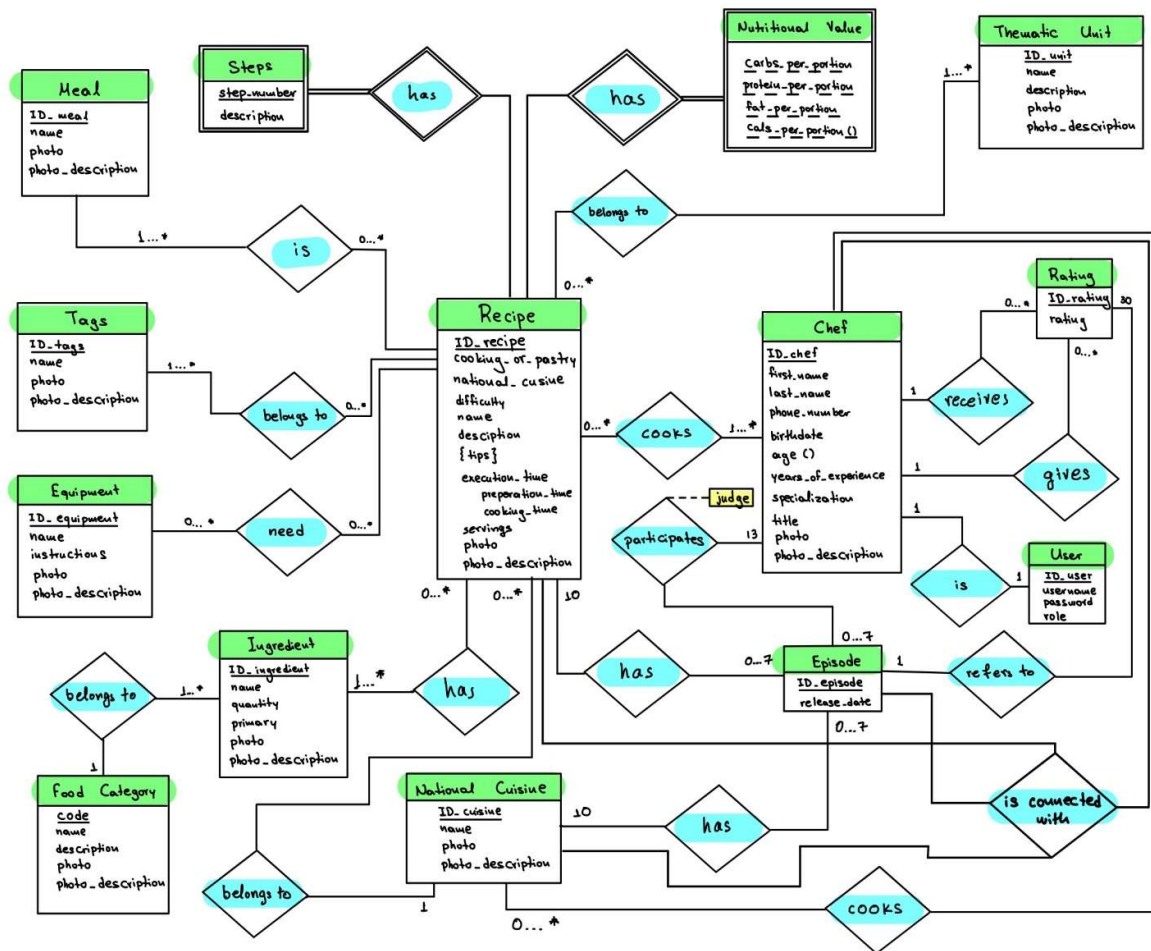 Meal
ID_meal
name
photo
photo_description
Steps
step_number
description
has
has
Nutritional Value
carbs_per_portion
protein_per_portion
fat_per_portion
cals_per_portion()
Thematic Unit
ID_unit
name
description
photo
photo_description
1...*
belongs to
0...*
1...*
is
0...*
Tags
ID_tags
name
photo
photo_description
1...*
belongs to
0...*
Equipment
ID_equipment
name
instructions
photo
photo_description
0...*
need
0...*
Recipe
ID_recipe
cooking_or_pastry
national_cusine
difficulty
name
desciption
{tips}
execution_time
preparation_time
cooking_time
servings
photo
photo_description
0...*
0...*
10
0...*
cooks
1...*
Chef
ID_chef
first_name
last_name
phone_number
birthdate
age ()
years_of_experience
specialization
title
photo
photo_description
Rating
ID_rating
rating
30
0...*
0...*
1
receives
1
gives
1
is
1
User
ID_user
username
password
role
judge
participates
13
0...7
has
0...7
Episode
ID_episode
release_date
1
refers to
0...7
Ingredient
ID_ingredient
name
quantity
primary
photo
photo_description
1...*
has
belongs to
1...*
1
Food Category
code
name
description
photo
photo_description
National Cuisine
ID_cuisine
name
photo
photo_description
10
has
is connected
with
belongs to
1
0...*
cooks